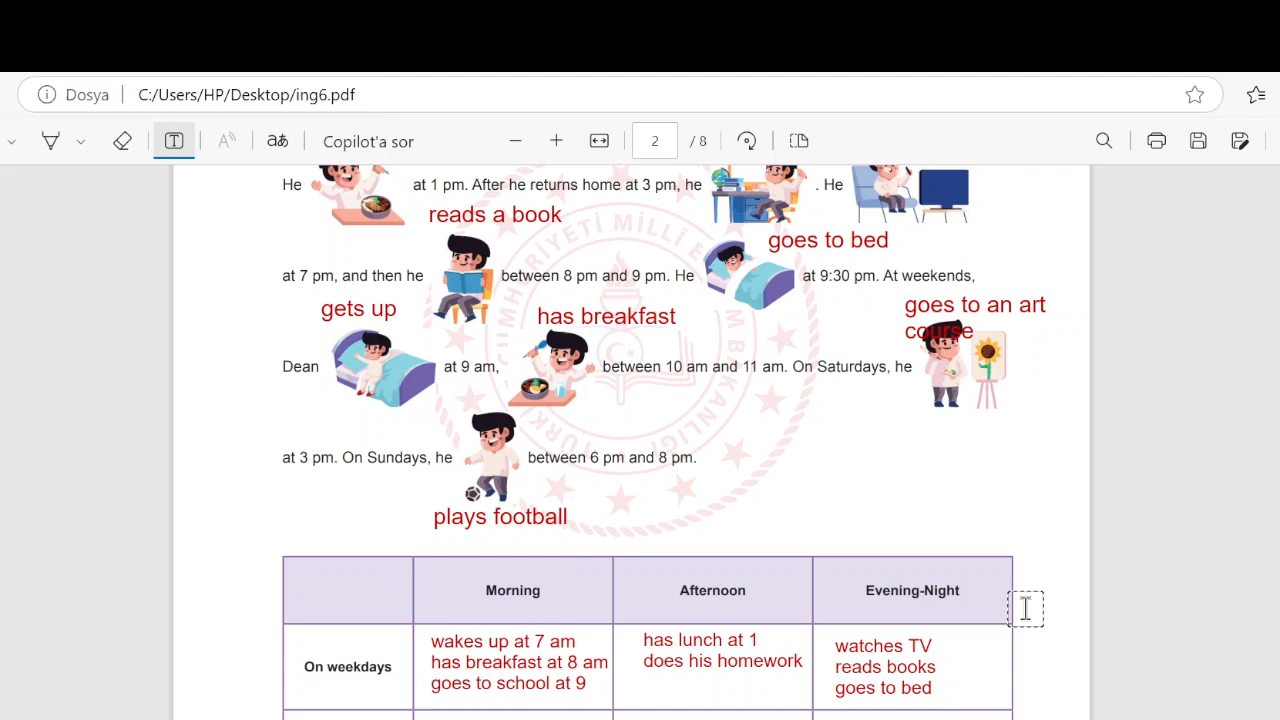 Dosya C:/Users/HP/Desktop/ing6.pdf
aあ Copilot'a sor 2 / 8
He at 1 pm. After he returns home at 3 pm, he . He
reads a book
goes to bed
at 7 pm, and then he between 8 pm and 9 pm. He at 9:30 pm. At weekends,
gets up has breakfast goes to an art
course
Dean at 9 am, between 10 am and 11 am. On Saturdays, he
at 3 pm. On Sundays, he between 6 pm and 8 pm.
plays football
Morning Afternoon Evening-Night
On weekdays
wakes up at 7 am
has breakfast at 8 am
goes to school at 9
has lunch at 1
does his homework
watches TV
reads books
goes to bed